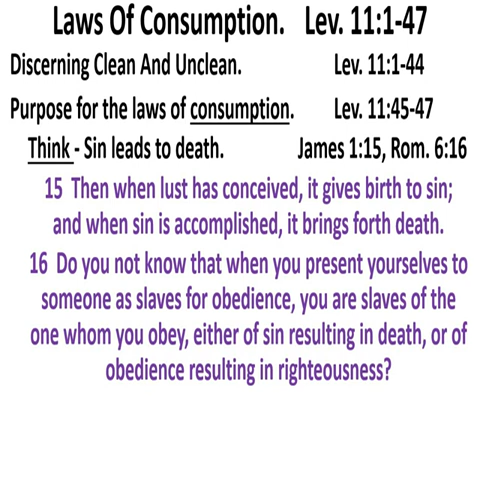 Laws Of Consumption. Lev. 11:1-47
Discerning Clean And Unclean. Lev. 11:1-44
Purpose for the laws of consumption. Lev. 11:45-47
Think - Sin leads to death. James 1:15, Rom. 6:16
15 Then when lust has conceived, it gives birth to sin;
and when sin is accomplished, it brings forth death.
16 Do you not know that when you present yourselves to
someone as slaves for obedience, you are slaves of the
one whom you obey, either of sin resulting in death, or of
obedience resulting in righteousness?